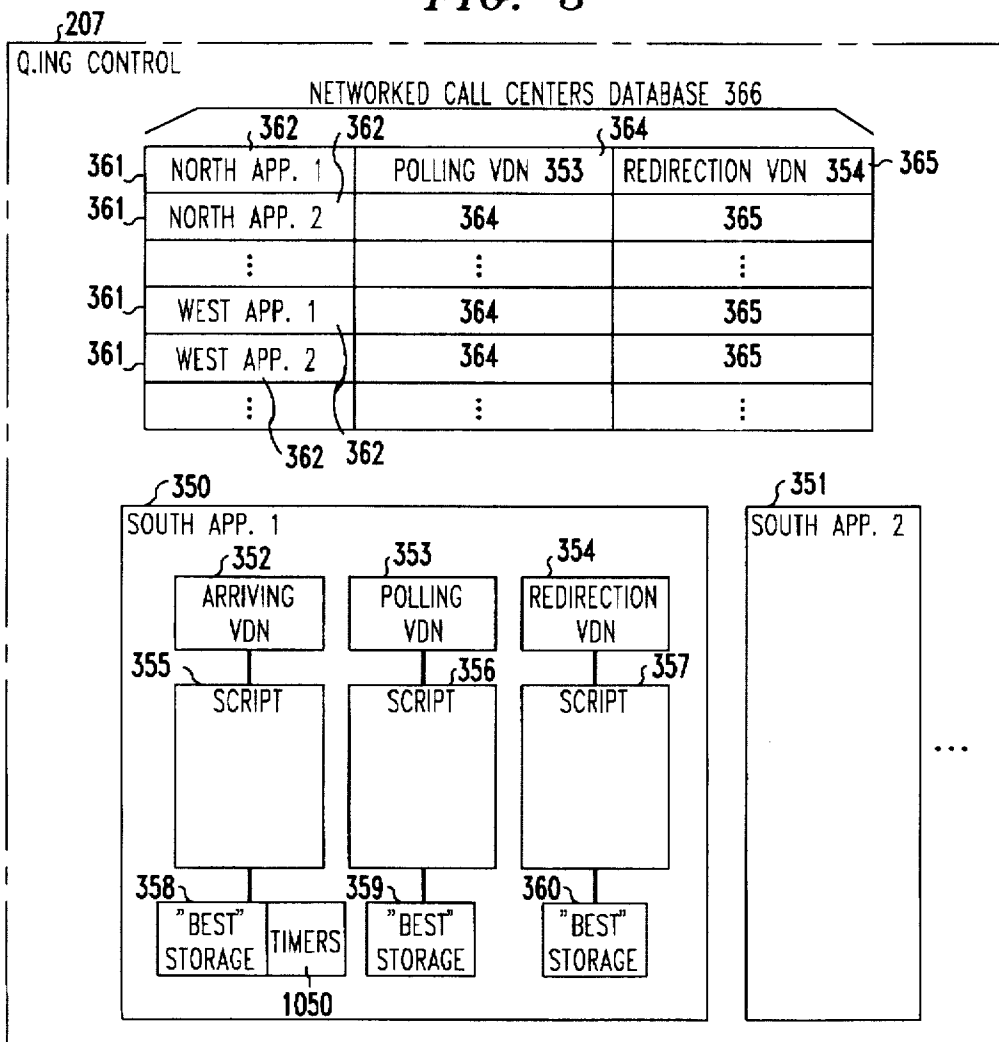 FIG. 3
207
Q.ING CONTROL
NETWORKED CALL CENTERS DATABASE 366
362 362 364
361 NORTH APP. 1 POLLING VDN 353 REDIRECTION VDN 354 365
361 NORTH APP. 2 364 365
⋮ ⋮ ⋮
361 WEST APP. 1 364 365
361 WEST APP. 2 364 365
⋮ ⋮ ⋮
362 362
350 351
SOUTH APP. 1 SOUTH APP. 2
352 353 354
ARRIVING POLLING REDIRECTION
VDN VDN VDN
355 356 357
SCRIPT SCRIPT SCRIPT
...
358 359 360
"BEST" TIMERS "BEST" "BEST"
STORAGE STORAGE STORAGE
1050